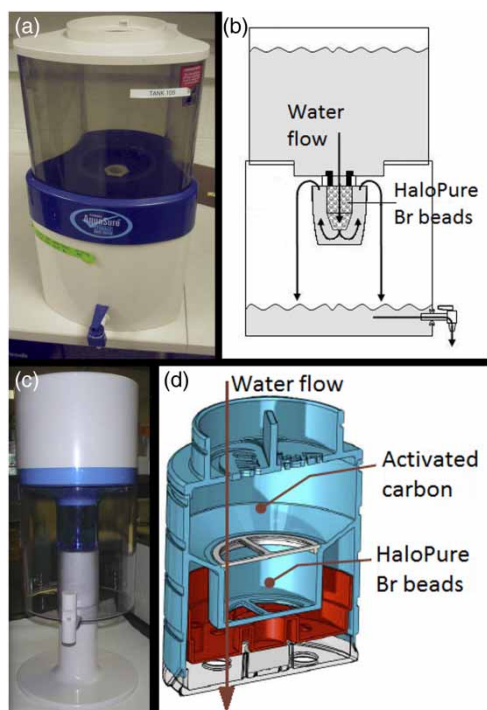 (a)
TANK 105
AquaSure
(b)
Water
flow
HaloPure
Br beads
(c)
(d)
Water flow
Activated
carbon
HaloPure
Br beads